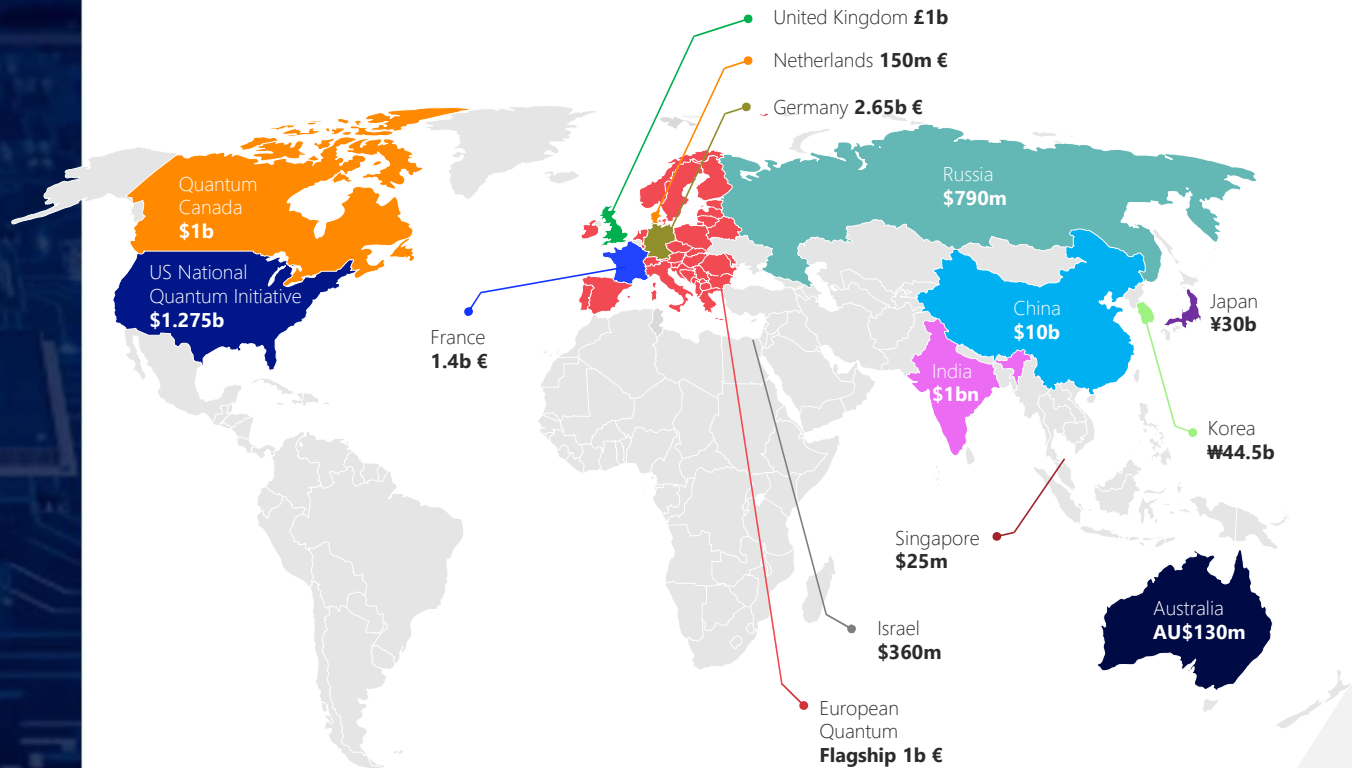 United Kingdom £1b
Netherlands 150m €
Germany 2.65b €
Quantum
Canada
$1b
US National
Quantum Initiative
$1.275b
France
1.4b €
Russia
$790m
China
$10b
Japan
¥30b
India
$1bn
Korea
₩44.5b
Singapore
$25m
Israel
$360m
Australia
AU$130m
European
Quantum
Flagship 1b €